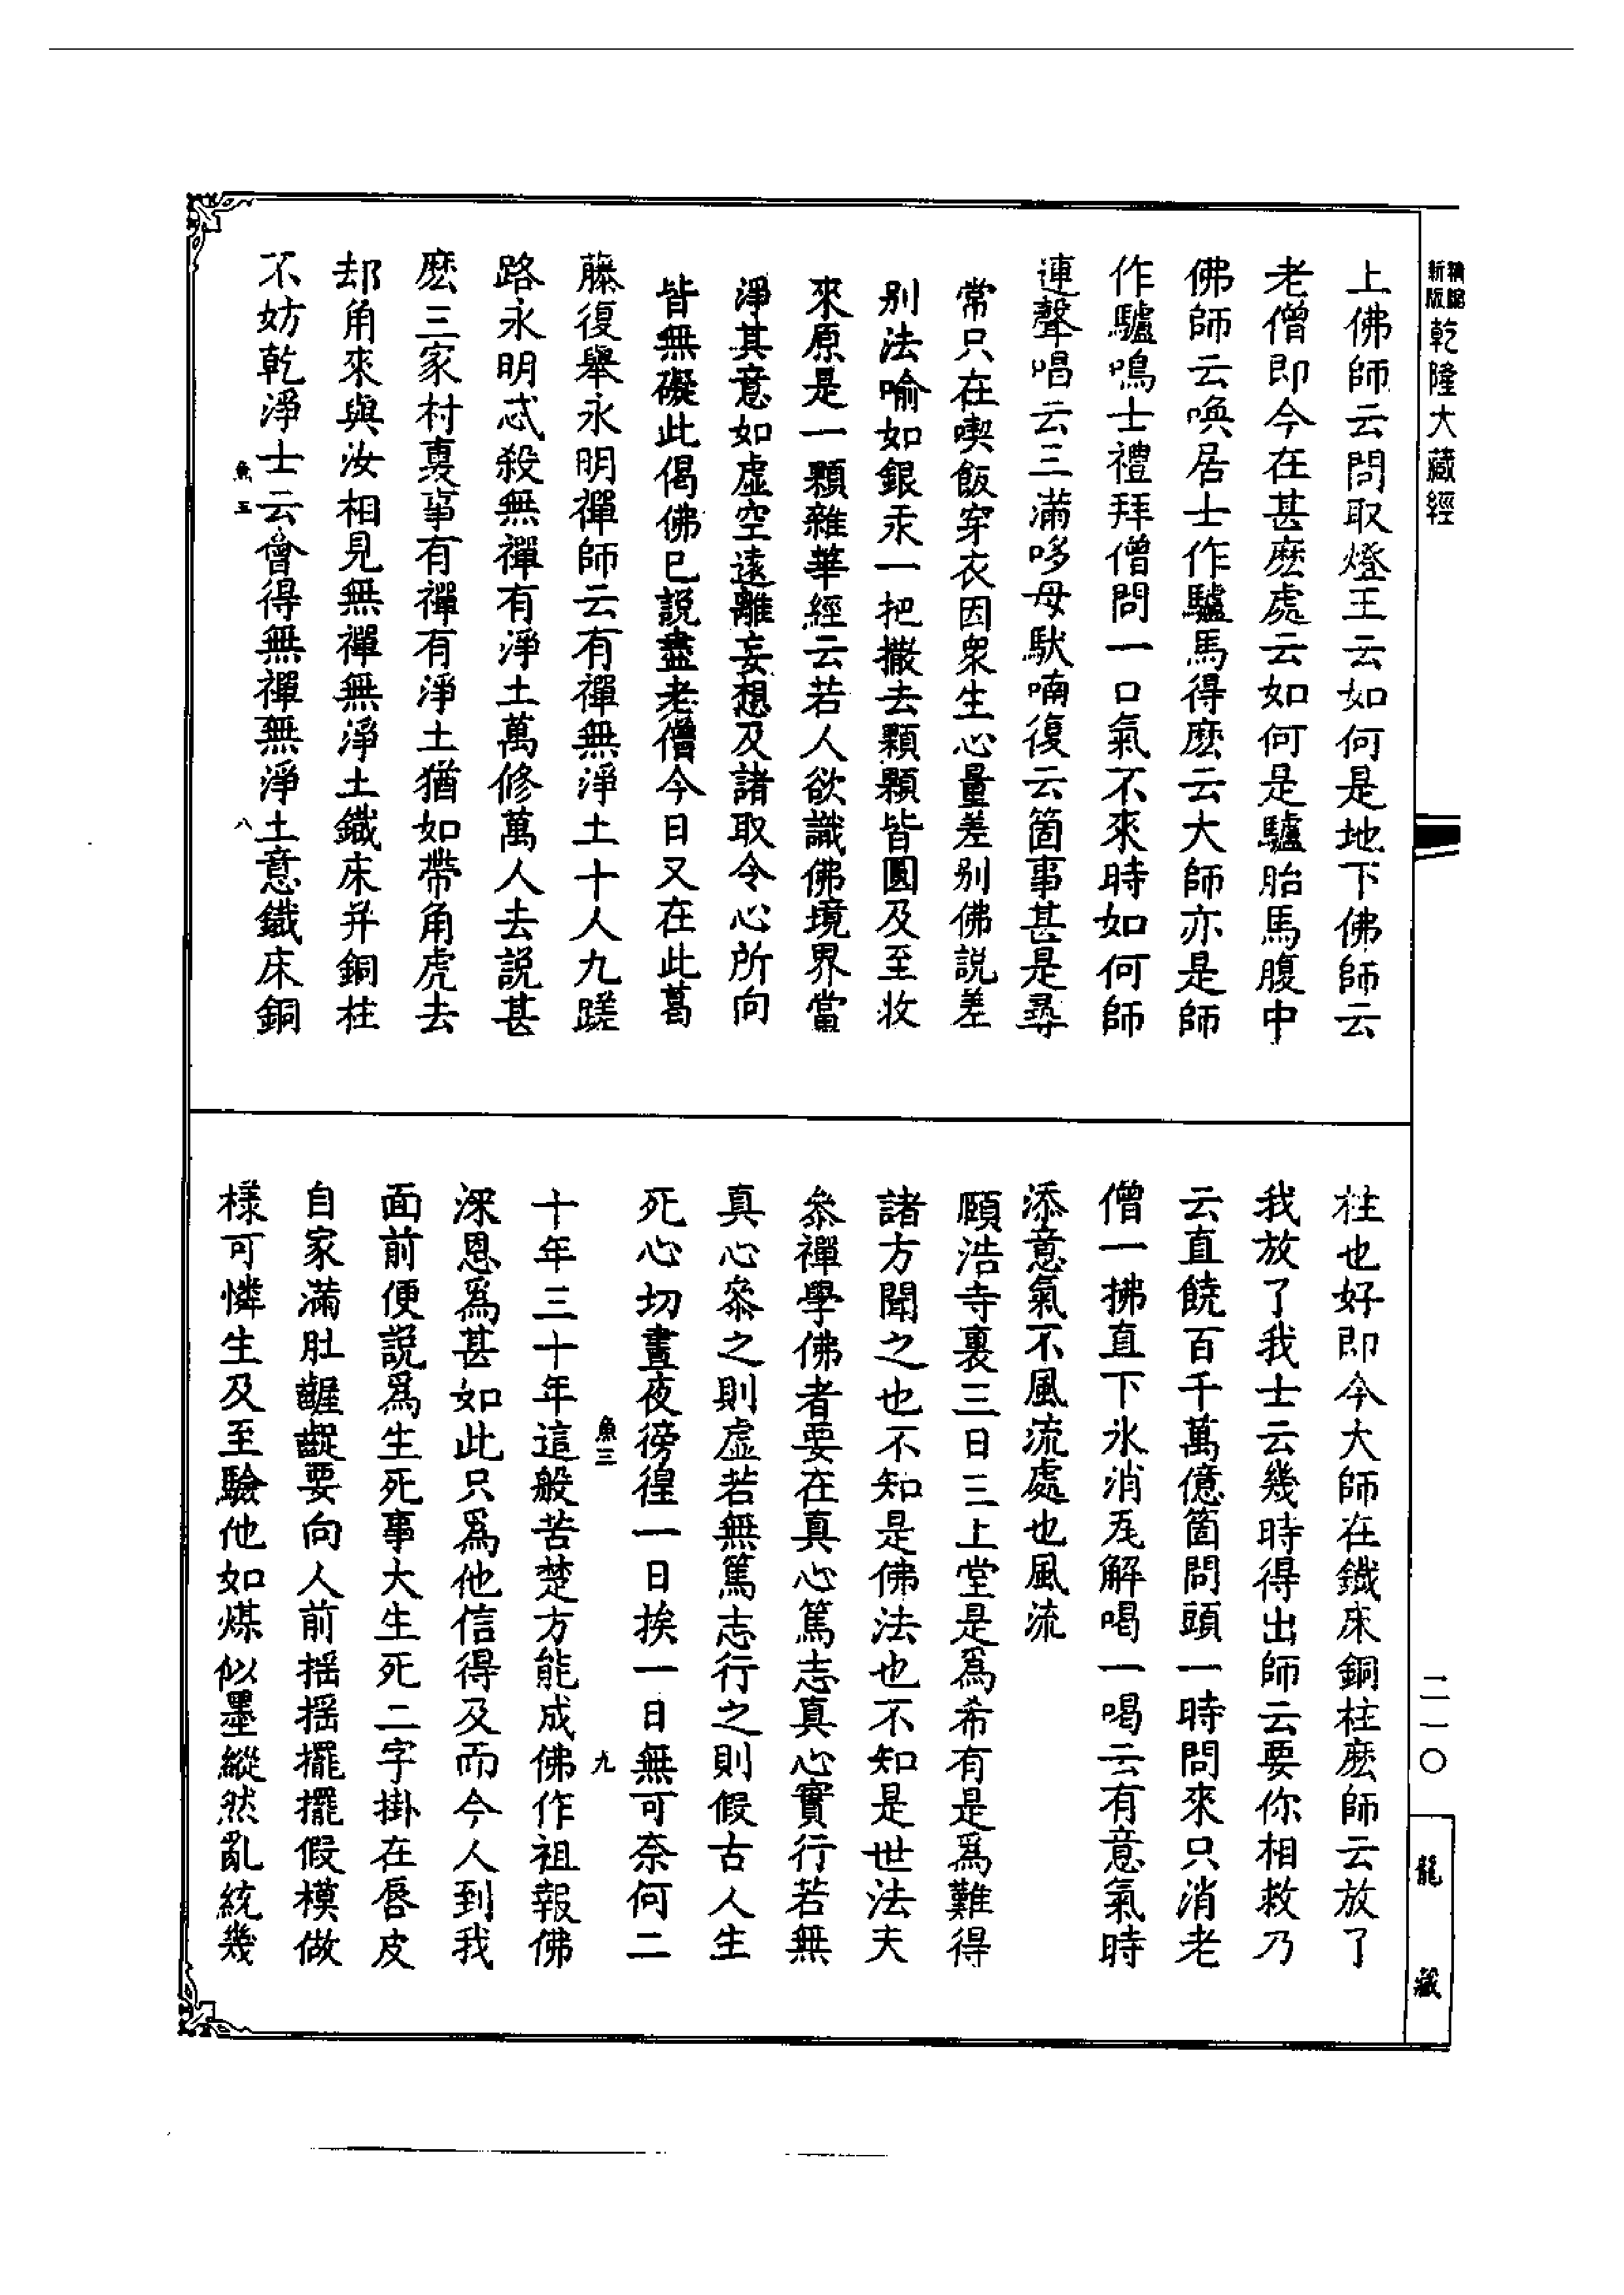 新版 精縮 乾隆大藏經
上佛師云問取燈王云如何是地下佛師云
老僧即今在甚麽處云如何是驢胎馬腹中
佛師云喚居士作驢馬得麽云大師亦是師
作驢鳴士禮拜僧問一口氣不來時如何師
連聲唱云三滿哆母馱喃復云箇事甚是尋
常只在喫飯穿衣因衆生心量差别佛説差
别法喻如銀汞一把撒去顆顆皆圓及至收
來原是一顆雜華經云若人欲識佛境界當
淨其意如虛空遠離妄想及諸取令心所向
皆無礙此偈佛已説盡老僧今日又在此葛
藤復舉永明禪師云有禪無淨土十人九蹉
路永明忒殺無禪有淨土萬修萬人去説甚
麽三家村裏事有禪有淨土猶如帶角虎去
却角來與汝相見無禪無淨土鐵床并銅柱
不妨乾淨士云會得無禪無淨土意鐵床銅
魚五 八
柱也好即今大師在鐵床銅柱麽師云放了
我放了我士云幾時得出師云要你相救乃
云直饒百千萬億箇問頭一時問來只消老
僧一拂直下氷消瓦解喝一喝云有意氣時
添意氣不風流處也風流
頤浩寺裏三日三上堂是爲希有是爲難得
諸方聞之也不知是佛法也不知是世法夫
叅禪學佛者要在真心篤志真心實行若無
真心叅之則虛若無篤志行之則假古人生
死心切晝夜徬徨一日挨一日無可奈何二
魚三 九
十年三十年這般苦楚方能成佛作祖報佛
深恩爲甚如此只爲他信得及而今人到我
面前便説爲生死事大生死二字掛在唇皮
自家滿肚齷齪要向人前摇摇擺擺假模做
樣可憐生及至驗他如煤似墨縱然亂統幾
二一〇
龍藏